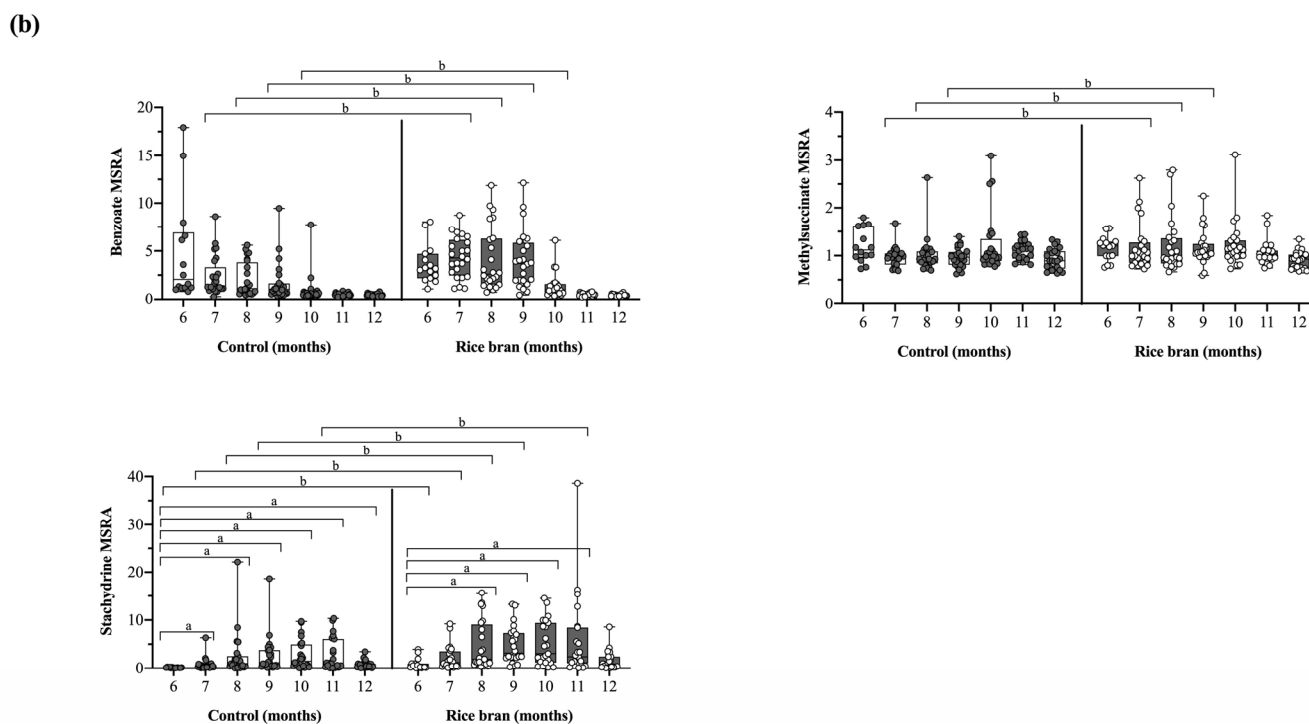 (b)
b
b
b
b
20
15
10
5
0
Benzoate MSRA
6 7 8 9 10 11 12 6 7 8 9 10 11 12
Control (months) Rice bran (months)
b
b
b
4
3
2
1
0
Methylsuccinate MSRA
6 7 8 9 10 11 12 6 7 8 9 10 11 12
Control (months) Rice bran (months)
b
b
b
b
b
a
a
a
a
a
a
a
a
a
a
40
30
20
10
0
Stachydrine MSRA
6 7 8 9 10 11 12 6 7 8 9 10 11 12
Control (months) Rice bran (months)